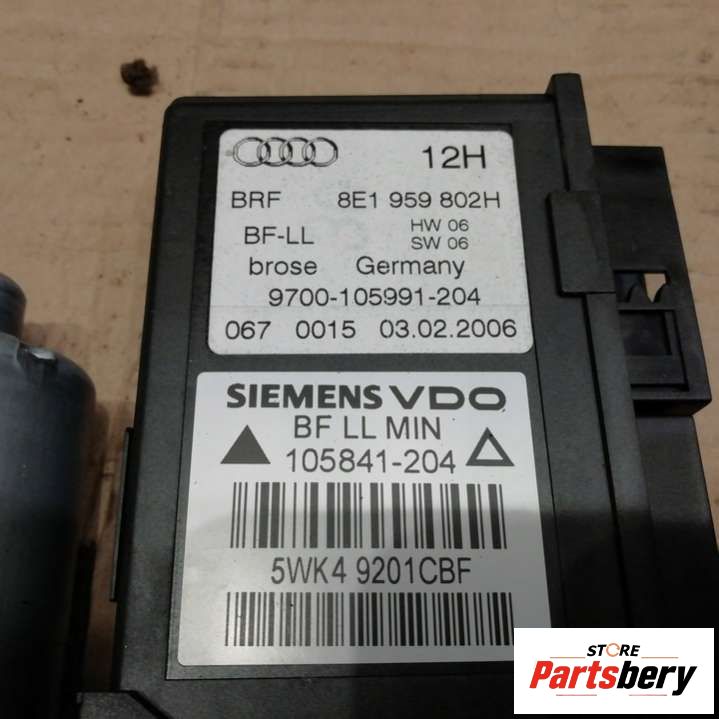 12H
BRF 8E1 959 802H
BF-LL HW 06
SW 06
brose Germany
9700-105991-204
067 0015 03.02.2006
SIEMENS VDO
BF LL MIN
105841-204
5WK4 9201CBF
STORE
Partsbery